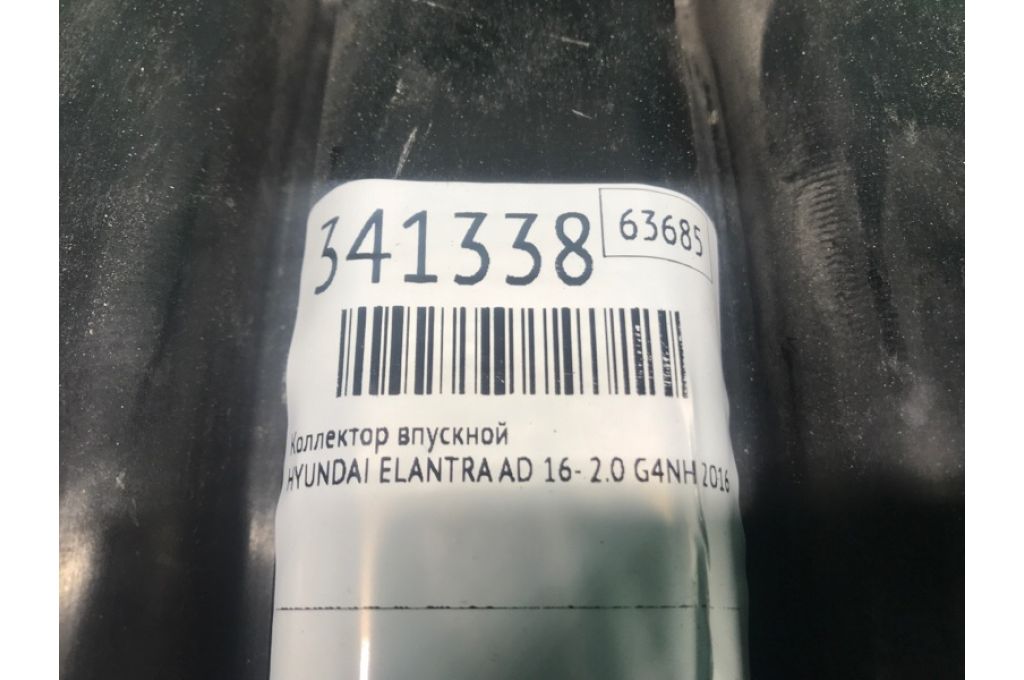 341338
63685
Коллектор впускной
HYUNDAI ELANTRA AD 16- 2.0 G4NH 2016